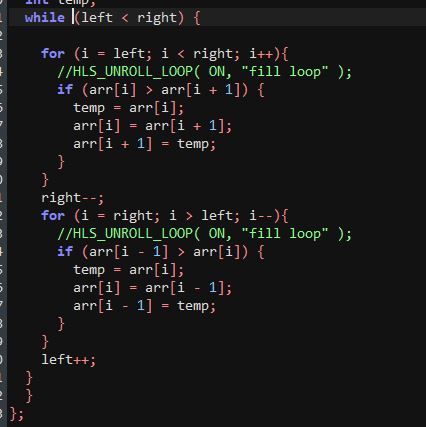 int temp;
while (left < right) {
for (i = left; i < right; i++){
//HLS_UNROLL_LOOP( ON, "fill loop" );
if (arr[i] > arr[i + 1]) {
temp = arr[i];
arr[i] = arr[i + 1];
arr[i + 1] = temp;
}
}
right--;
for (i = right; i > left; i--){
//HLS_UNROLL_LOOP( ON, "fill loop" );
if (arr[i - 1] > arr[i]) {
temp = arr[i];
arr[i] = arr[i - 1];
arr[i - 1] = temp;
}
}
left++;
}
}
};